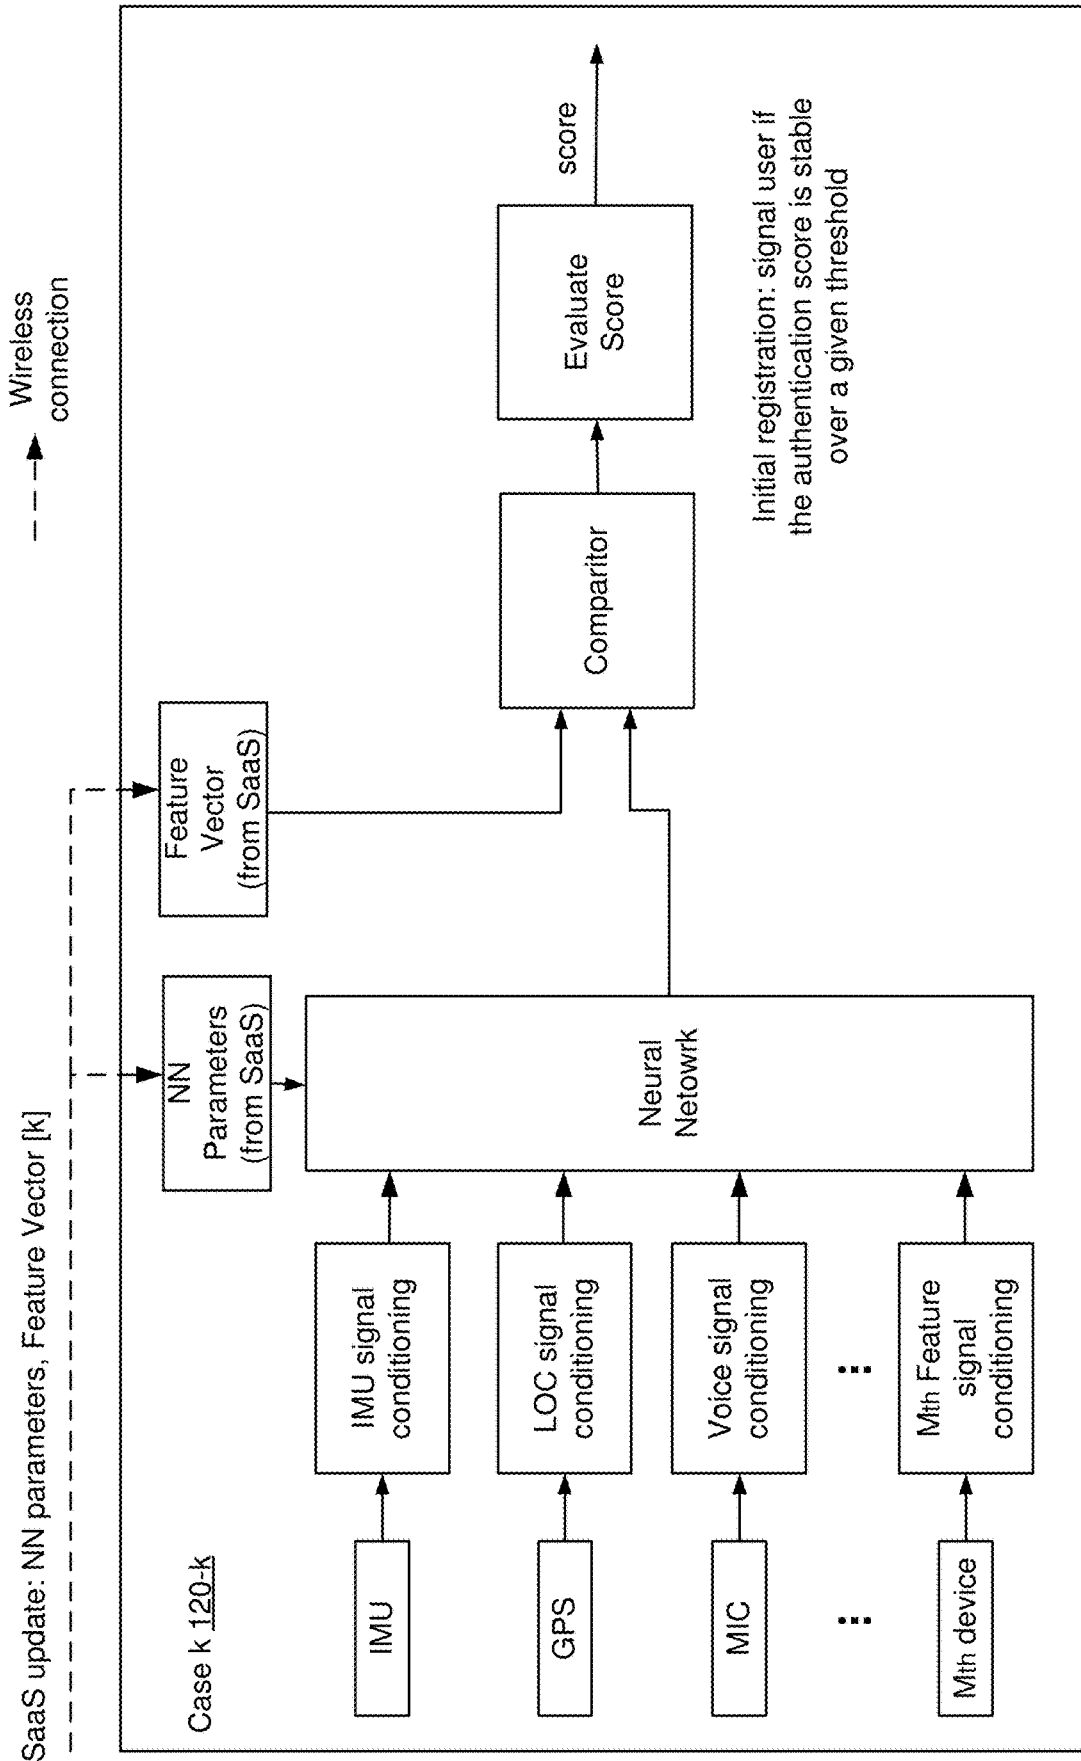 SaaS update: NN parameters, Feature Vector [k]
Wireless
connection
Case k 120-k
NN
Parameters
(from SaaS)
Feature
Vector
(from SaaS)
IMU
IMU signal
conditioning
GPS
LOC signal
conditioning
MIC
Voice signal
conditioning
...
...
Mth device
Mth Feature
signal
conditioning
Neural
Netowrk
Comparitor
Evaluate
Score
score
Initial registration: signal user if
the authentication score is stable
over a given threshold